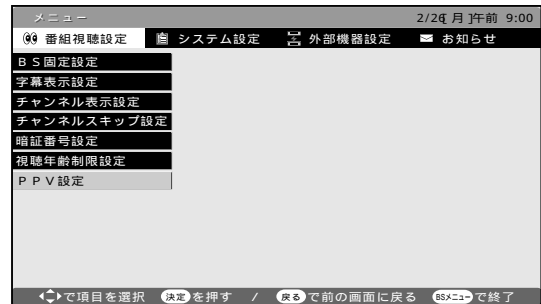 メニュー 2/26[月]午前 9:00
番組視聴設定 システム設定 外部機器設定 お知らせ
BS固定設定
字幕表示設定
チャンネル表示設定
チャンネルスキップ設定
暗証番号設定
視聴年齢制限設定
PPV設定
で項目を選択 決定を押す / 戻るで前の画面に戻る BSメニューで終了